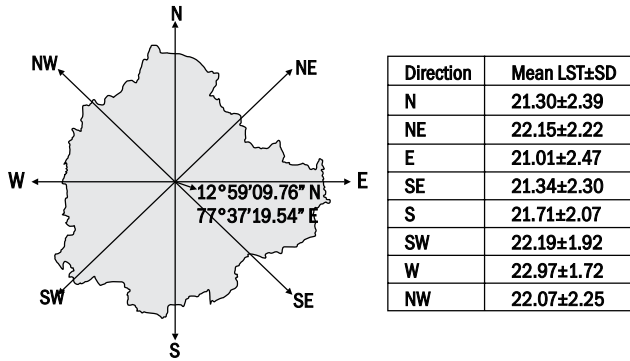 N
NW
NE
W
E
12°59′09.76” N
77°37′19.54” E
SW
SE
S
Direction Mean LST±SD
N 21.30±2.39
NE 22.15±2.22
E 21.01±2.47
SE 21.34±2.30
S 21.71±2.07
SW 22.19±1.92
W 22.97±1.72
NW 22.07±2.25